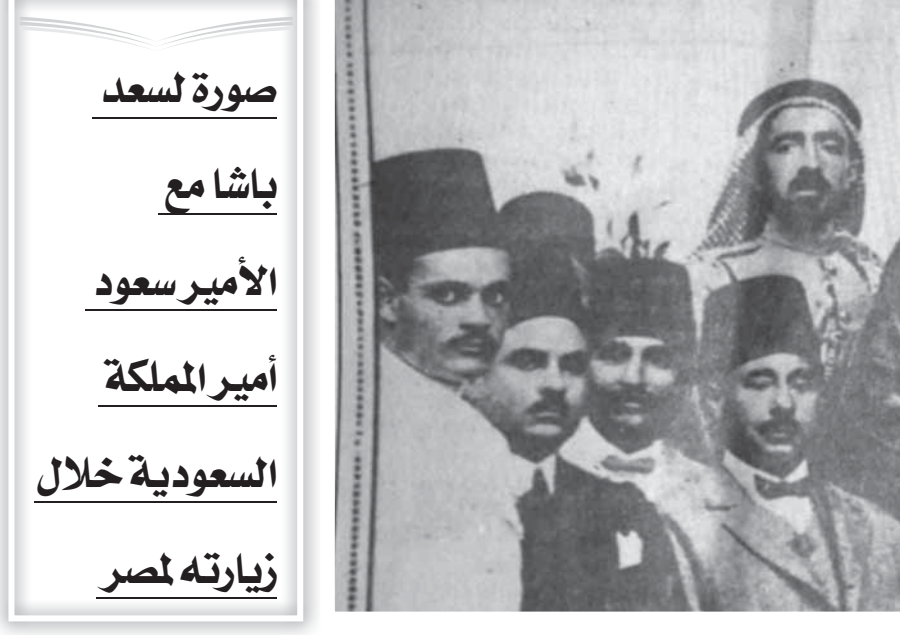 صورة لسعد
باشا مع
الأمير سعود
أمير المملكة
السعودية خلال
زيارته لمصر